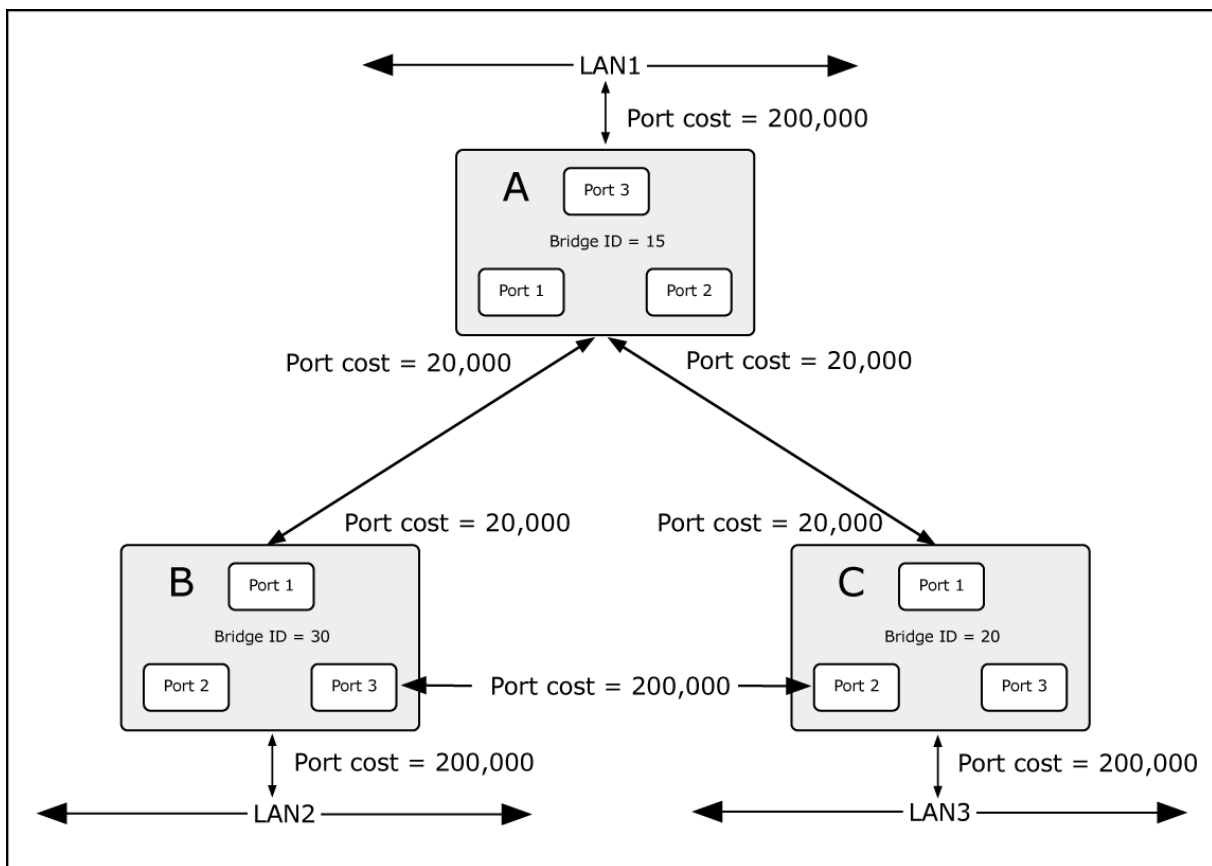 LAN1
Port cost = 200,000
A
Port 3
Bridge ID = 15
Port 1
Port 2
Port cost = 20,000
Port cost = 20,000
Port cost = 20,000
Port cost = 20,000
B
Port 1
C
Port 1
Bridge ID = 30
Bridge ID = 20
Port 2
Port 3
Port cost = 200,000
Port 2
Port 3
Port cost = 200,000
Port cost = 200,000
LAN2
LAN3